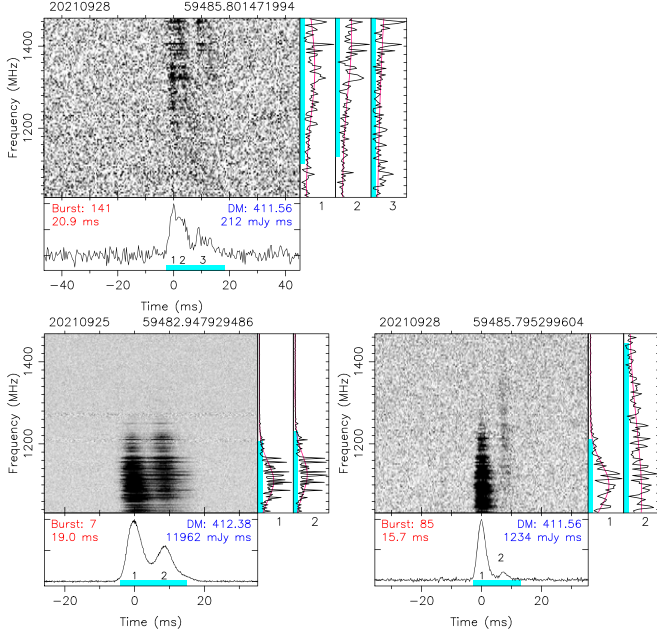 20210928 59485.801471994
1400
1200
Frequency (MHz)
1 2 3
Burst: 141 DM: 411.56
20.9 ms 212 mJy ms
1 2 3
−40 −20 0 20 40
Time (ms)
20210925 59482.947929486
1400
1200
Frequency (MHz)
1 2
Burst: 7 DM: 412.38
19.0 ms 11962 mJy ms
1 2
−20 0 20
Time (ms)
20210928 59485.795299604
1400
1200
Frequency (MHz)
1 2
Burst: 85 DM: 411.56
15.7 ms 1234 mJy ms
2
1
−20 0 20
Time (ms)